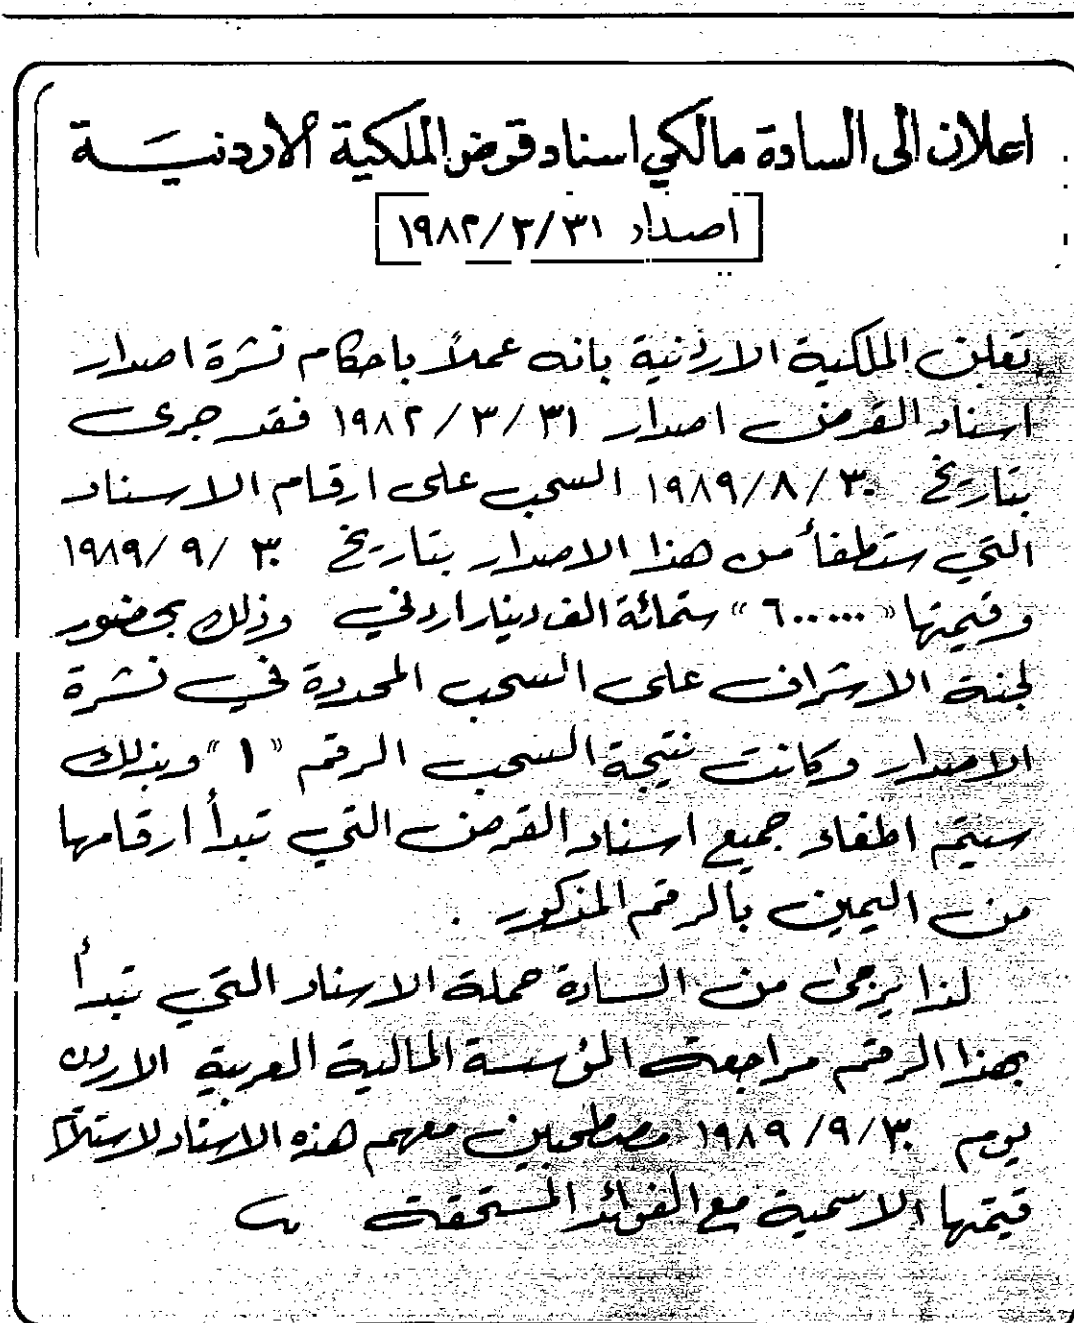 اعلان الى السادة مالكي اسناد قرض الملكية الأردنيـــة
اصدار ١٩٨٢/٣/٣١
تعلن الملكية الاردنية بانه عملاً باحكام نشرة اصدار
اسناد القرض اصدار ١٩٨٢/٣/٣١ فقد جرى
بتاريخ ١٩٨٩/٨/٣٠ السحب على ارقام الاسناد
التي ستطفأ من هذا الاصدار بتاريخ ١٩٨٩/٩/٣٠
وقيمتها «٦٠٠٠٠٠» ستمائة الف دينار اردني وذلك بحضور
لجنة الاشراف على السحب المحددة في نشرة
الاصدار وكانت نتيجة السحب الرقم «١» وبذلك
سيتم اطفاء جميع اسناد القرض التي تبدأ ارقامها
من اليمين بالرقم المذكور .
لذا يرجى من السادة حملة الاسناد التي تبدأ
بهذا الرقم مراجعة المؤسسة المالية العربية الاردن
يوم ١٩٨٩/٩/٣٠ مصطحبين معهم هذه الاسناد لاستلام
قيمتها الاسمية مع الفوائد المستحقة